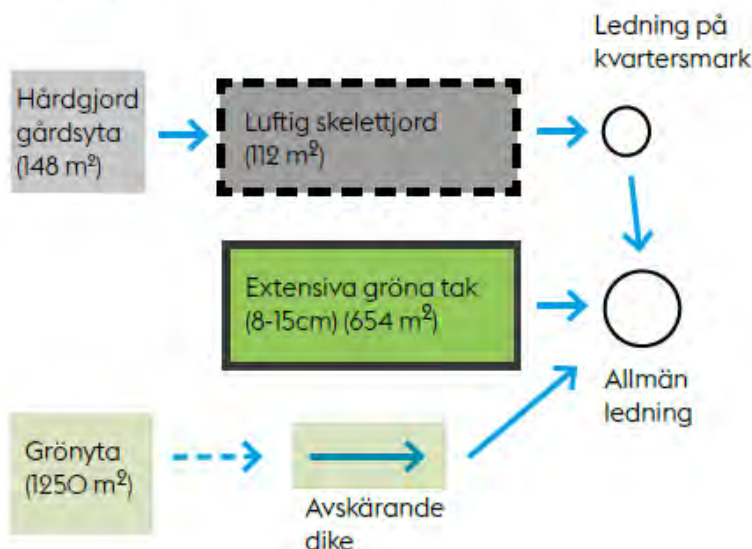 Ledning på
kvartersmark
Hårdgjord
gårdsyta
(148 m²)
Luftig skelettjord
(112 m²)
Extensiva gröna tak
(8-15cm) (654 m²)
Allmän
ledning
Grönyta
(1250 m²)
Avskärande
dike